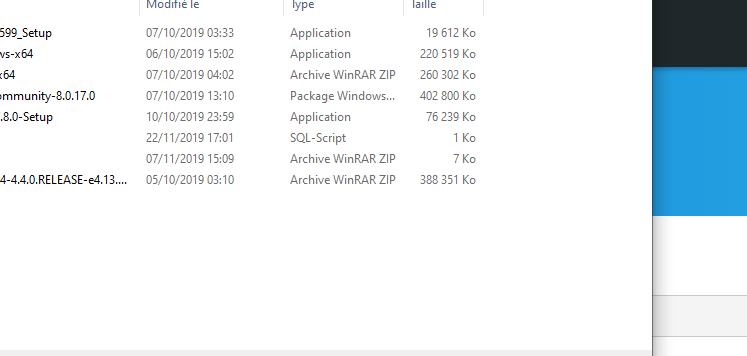 Modifié le Type Taille
599_Setup 07/10/2019 03:33 Application 19 612 Ko
ws-x64 06/10/2019 15:02 Application 220 519 Ko
x64 07/10/2019 04:02 Archive WinRAR ZIP 260 302 Ko
ommunity-8.0.17.0 07/10/2019 13:10 Package Windows... 402 800 Ko
.8.0-Setup 10/10/2019 23:59 Application 76 239 Ko
22/11/2019 17:01 SQL-Script 1 Ko
07/11/2019 15:09 Archive WinRAR ZIP 7 Ko
4-4.4.0.RELEASE-e4.13.... 05/10/2019 03:10 Archive WinRAR ZIP 388 351 Ko